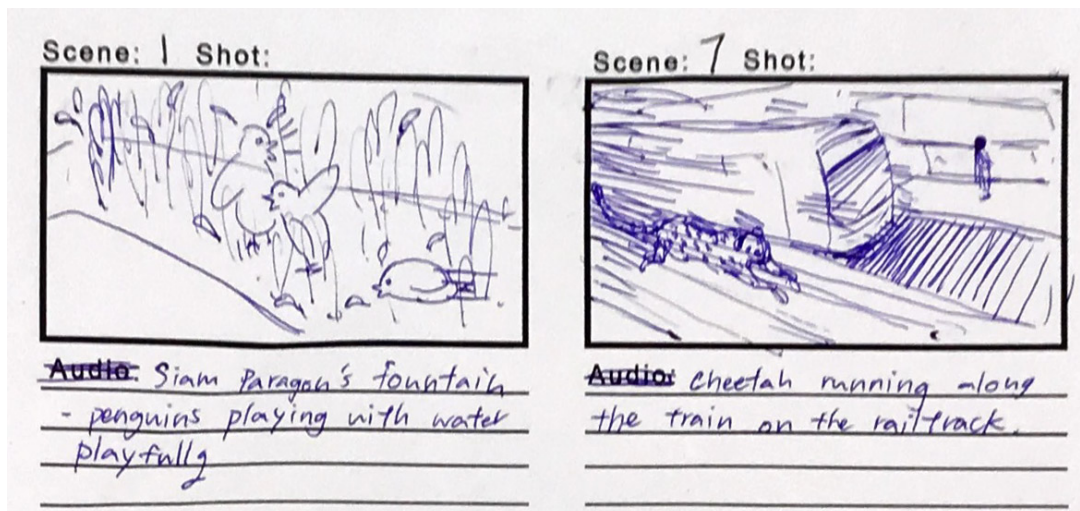 Scene: 1 Shot:
Audio: Siam Paragon's fountain
- penguins playing with water
playfully
Scene: 7 Shot:
Audio: cheetah running along
the train on the railtrack.